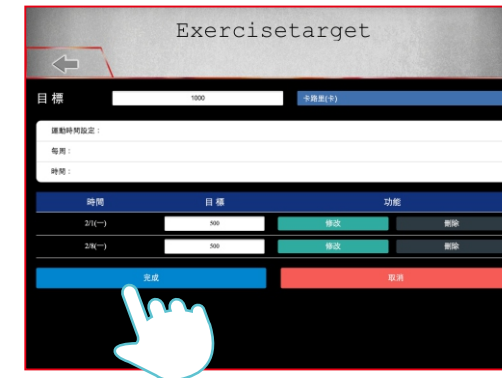 Exercisetarget
目標 1000 卡路里(卡)
運動時間設定：
每周：
時間：
時間 目標 功能
2/1(一) 500 修改 刪除
2/8(一) 500 修改 刪除
完成 取消